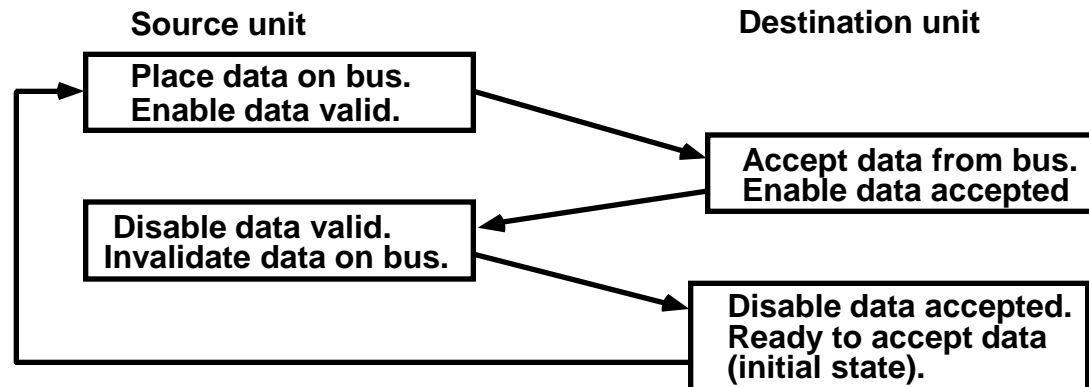 Source unit
Destination unit
Place data on bus.
Enable data valid.
Accept data from bus.
Enable data accepted
Disable data valid.
Invalidate data on bus.
Disable data accepted.
Ready to accept data
(initial state).